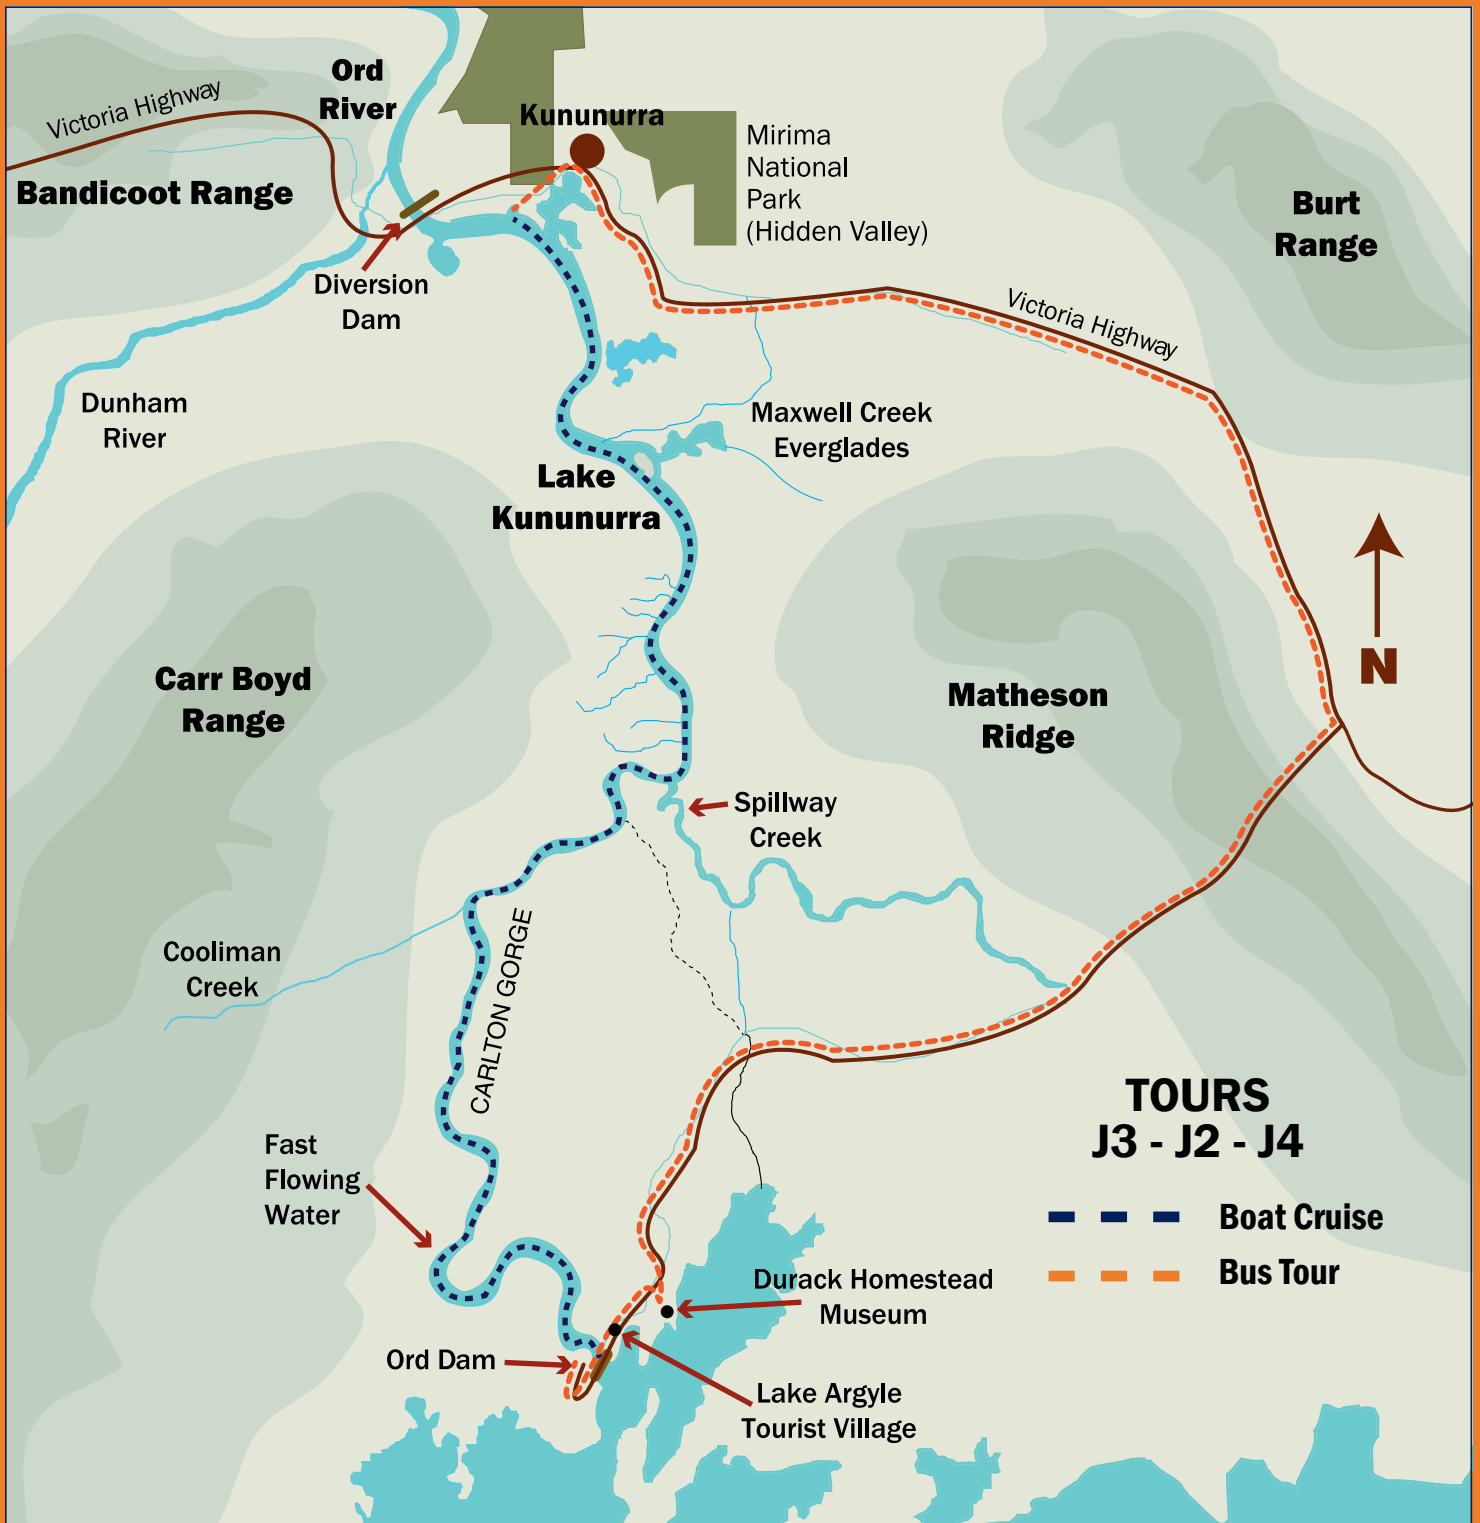 Ord
River
Victoria Highway
Kununurra
Mirima
National
Park
(Hidden Valley)
Bandicoot Range
Burt
Range
Diversion
Dam
Victoria Highway
Dunham
River
Maxwell Creek
Everglades
Lake
Kununurra
N
Carr Boyd
Range
Matheson
Ridge
Spillway
Creek
Cooliman
Creek
CARLTON GORGE
TOURS
J3 - J2 - J4
Fast
Flowing
Water
Boat Cruise
Bus Tour
Durack Homestead
Museum
Ord Dam
Lake Argyle
Tourist Village